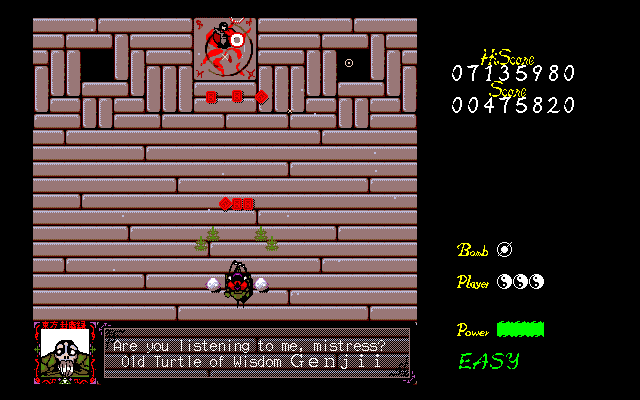 HiScore
07135980
Score
00475820
Bomb
Player
Power
EASY
Are you listening to me, mistress?
Old Turtle of Wisdom Genjii